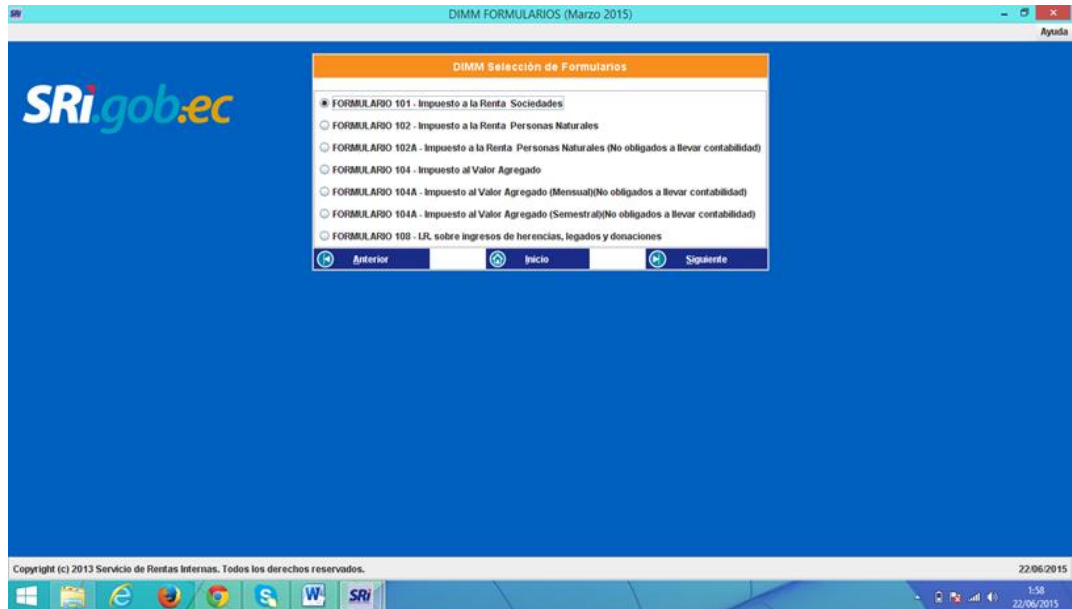 SRi DIMM FORMULARIOS (Marzo 2015)
Ayuda
SRi.gob.ec
DIMM Selección de Formularios
FORMULARIO 101 - Impuesto a la Renta Sociedades
FORMULARIO 102 - Impuesto a la Renta Personas Naturales
FORMULARIO 102A - Impuesto a la Renta Personas Naturales (No obligados a llevar contabilidad)
FORMULARIO 104 - Impuesto al Valor Agregado
FORMULARIO 104A - Impuesto al Valor Agregado (Mensual)(No obligados a llevar contabilidad)
FORMULARIO 104A - Impuesto al Valor Agregado (Semestral)(No obligados a llevar contabilidad)
FORMULARIO 108 - I.R. sobre ingresos de herencias, legados y donaciones
Anterior Inicio Siguiente
Copyright (c) 2013 Servicio de Rentas Internas. Todos los derechos reservados. 22/06/2015
SRi 1:58
22/06/2015